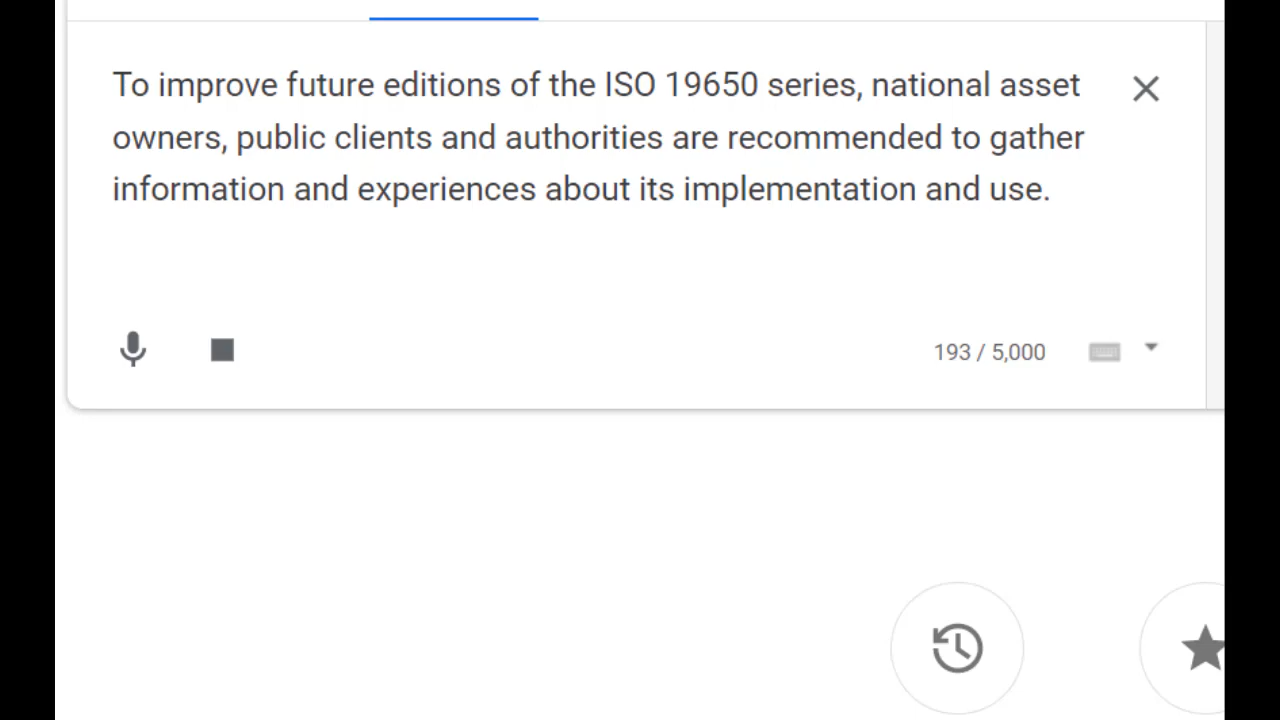 To improve future editions of the ISO 19650 series, national asset
owners, public clients and authorities are recommended to gather
information and experiences about its implementation and use.
193 / 5,000